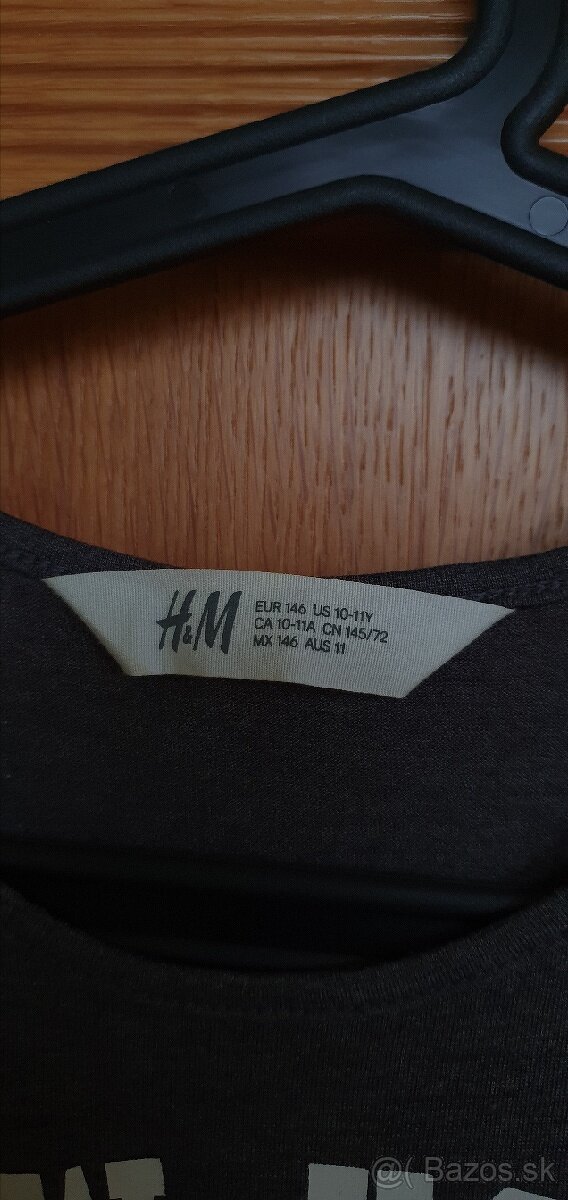 H&M
EUR 146 US 10-11Y
CA 10-11A CN 145/72
MX 146 AUS 11
@( Bazos.sk